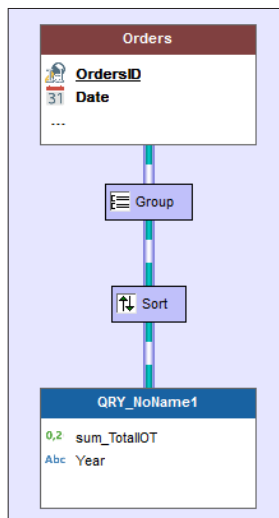 Orders
OrdersID
31 Date
---
Group
Sort
QRY_NoName1
0,2 sum_TotalIOT
Abc Year